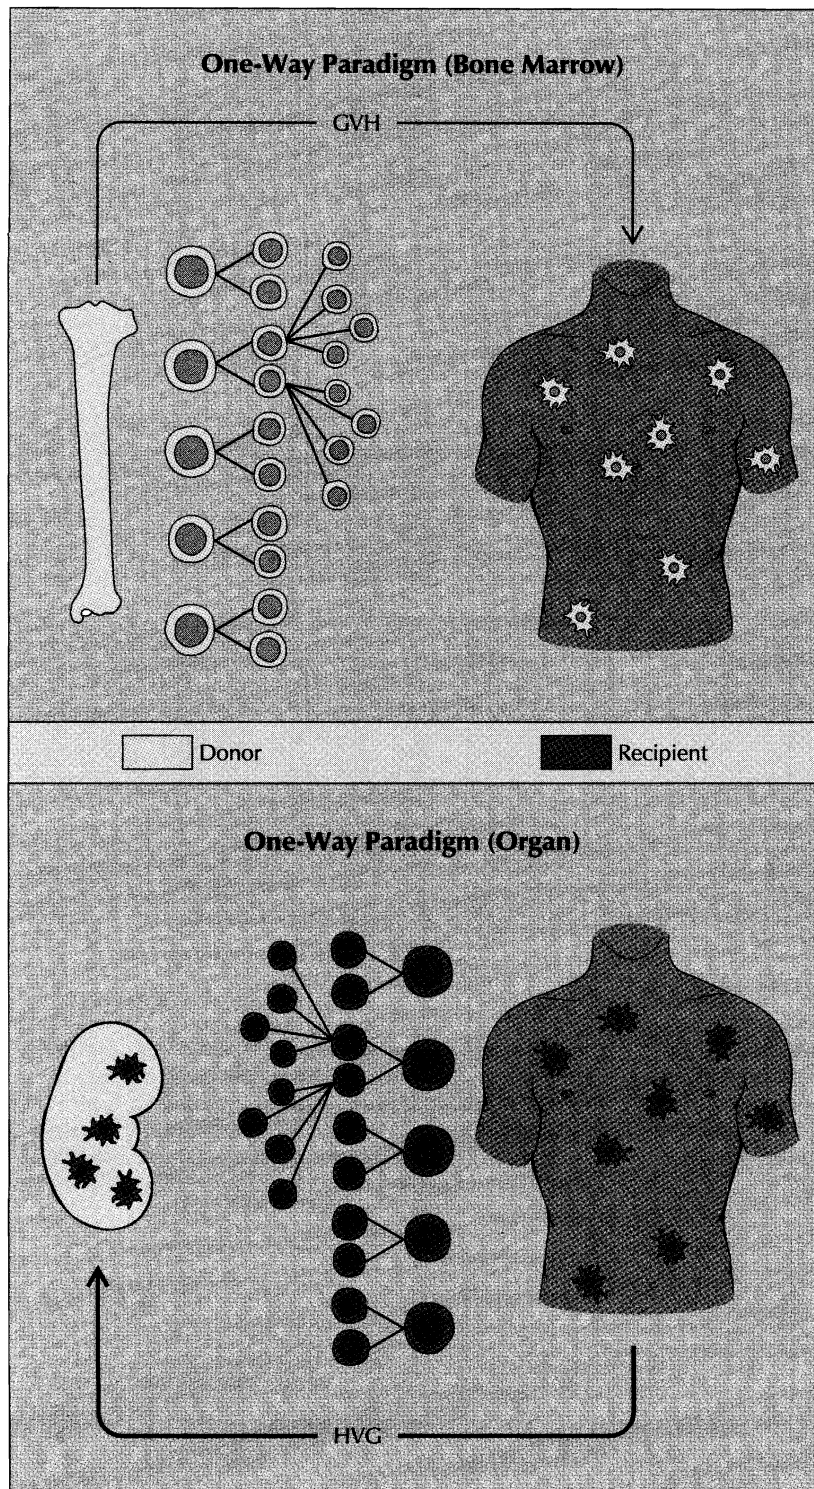 One-Way Paradigm (Bone Marrow)
GVH
Donor
Recipient
One-Way Paradigm (Organ)
HVG